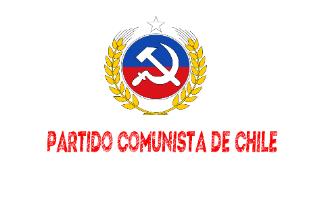 PARTIDO COMUNISTA DE CHILE